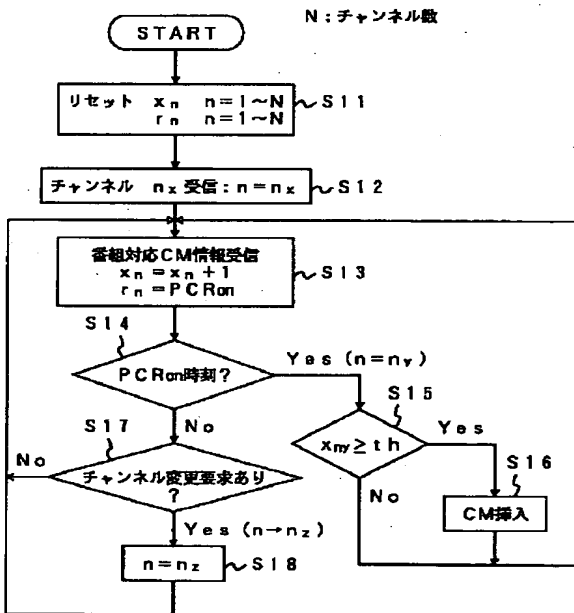 N：チャンネル数
START
リセット xn n＝1～N
rn n＝1～N
S11
チャンネル nx 受信：n＝nx
S12
番組対応CM情報受信
xn＝xn＋1
rn＝PCRon
S13
S14
PCRon時刻？
Yes (n＝ny)
S15
xny≧th
Yes
S16
CM挿入
No
No
S17
チャンネル変更要求あり
？
No
Yes (n→nz)
n＝nz
S18